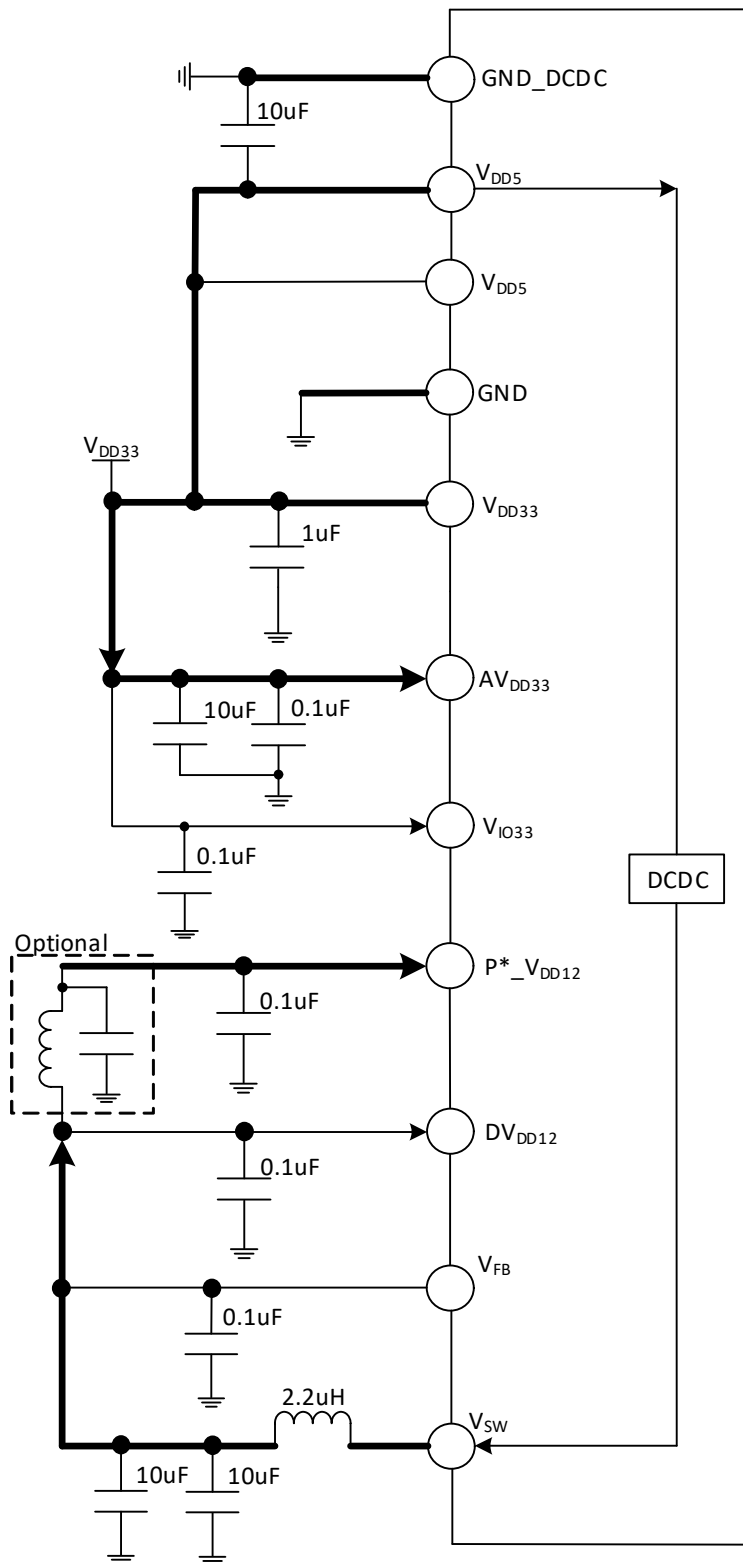 GND_DCDC
10uF
VDD5
VDD5
GND
VDD33
VDD33
1uF
AVDD33
10uF
0.1uF
VIO33
0.1uF
DCDC
Optional
P*_VDD12
0.1uF
DVDD12
0.1uF
VFB
0.1uF
2.2uH
VSW
10uF
10uF